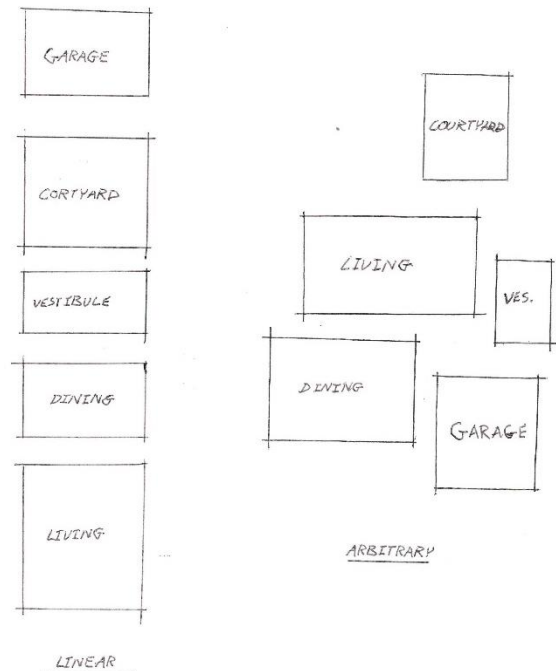 GARAGE
CORTYARD
VESTIBULE
DINING
LIVING
LINEAR
COURTYARD
LIVING
VES.
DINING
GARAGE
ARBITRARY